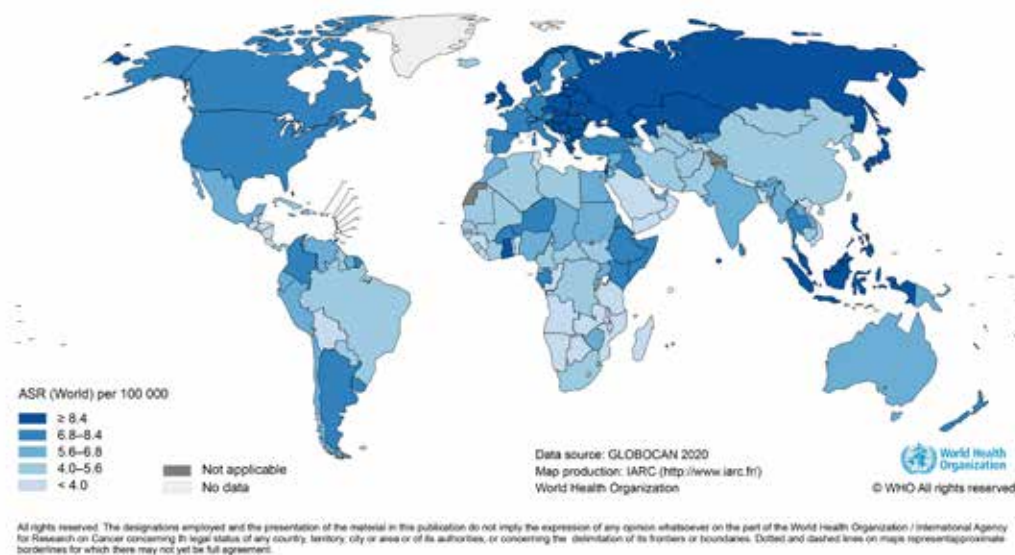 ASR (World) per 100 000
≥ 8.4
6.8–8.4
5.6–6.8
4.0–5.6
< 4.0
Not applicable
No data
Data source: GLOBOCAN 2020
Map production: IARC (http://www.iarc.fr/)
World Health Organization
World Health
Organization
© WHO All rights reserved
All rights reserved. The designations employed and the presentation of the material in this publication do not imply the expression of any opinion whatsoever on the part of the World Health Organization / International Agency
for Research on Cancer concerning th legal status of any country, territory, city or area or of its authorities, or concerning the delimitation of its frontiers or boundaries. Dotted and dashed lines on maps representapproximate
borderlines for which there may not yet be full agreement.